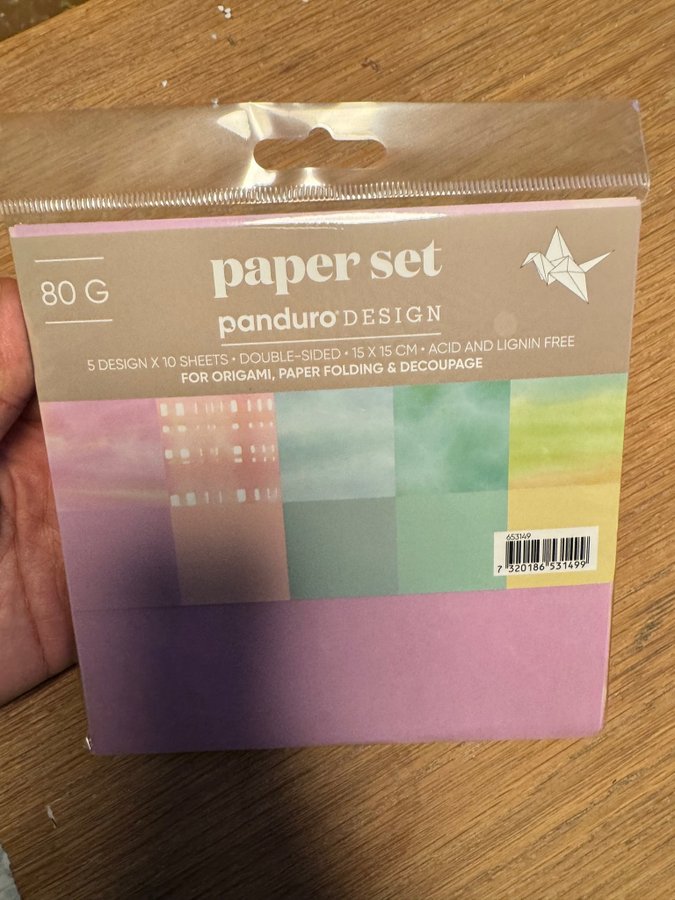 80 G
paper set
panduro DESIGN
5 DESIGN X 10 SHEETS • DOUBLE-SIDED • 15 X 15 CM • ACID AND LIGNIN FREE
FOR ORIGAMI, PAPER FOLDING & DECOUPAGE
653149
7 320186 531499